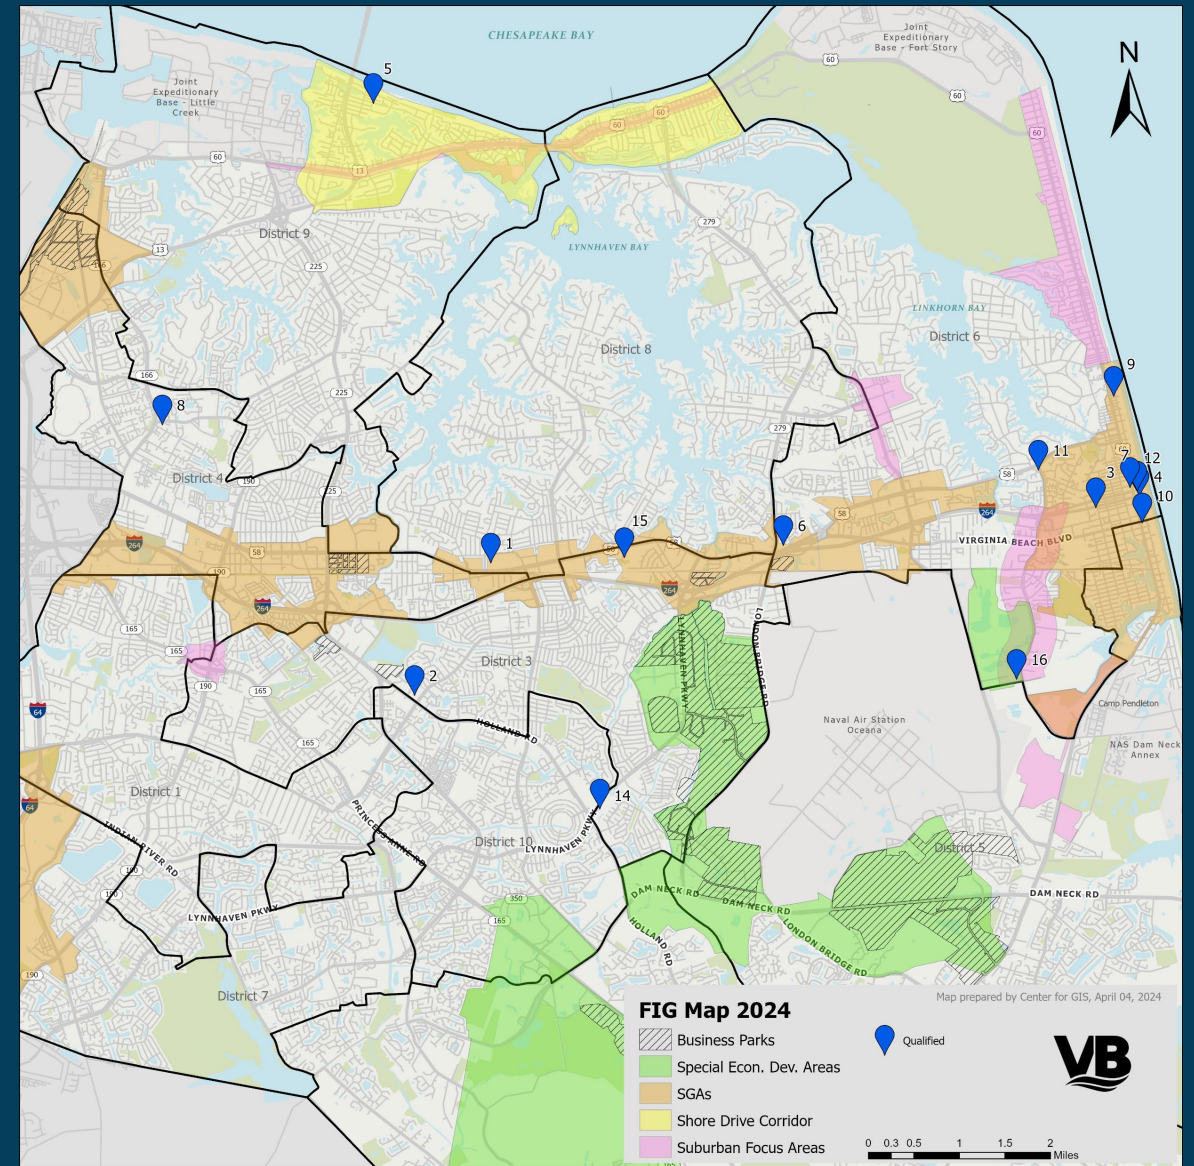 CHESAPEAKE BAY
Joint
Expeditionary
Base - Fort Story
N
5
60
60
Joint
Expeditionary
Base - Little
Creek
60
60
60
60
13
District 9
279
LYNNHAVEN BAY
13
166
225
LINKHORN BAY
District 6
District 8
166
9
225
8
279
11
7
12
58
3
4
District 4
190
225
10
58
264
15
6
264
1
58
VIRGINIA BEACH BLVD
190
264
264
165
LYNNHAVEN PKWY
LONDON BRIDGE RD
165
District 3
16
2
190
165
Camp Pendleton
64
Naval Air Station
Oceana
HOLLAND RD
165
NAS Dam Neck
Annex
District 1
14
64
PRINCESS ANNE RD
INDIAN RIVER RD
District 10
LYNNHAVEN PKWY
District 5
190
190
DAM NECK RD
DAM NECK RD
DAM NECK RD
350
LYNNHAVEN PKWY
165
HOLLAND RD
LONDON BRIDGE RD
190
District 7
Map prepared by Center for GIS, April 04, 2024
FIG Map 2024
Business Parks
Qualified
VB
Special Econ. Dev. Areas
SGAs
Shore Drive Corridor
Suburban Focus Areas
0 0.3 0.5 1 1.5 2
Miles